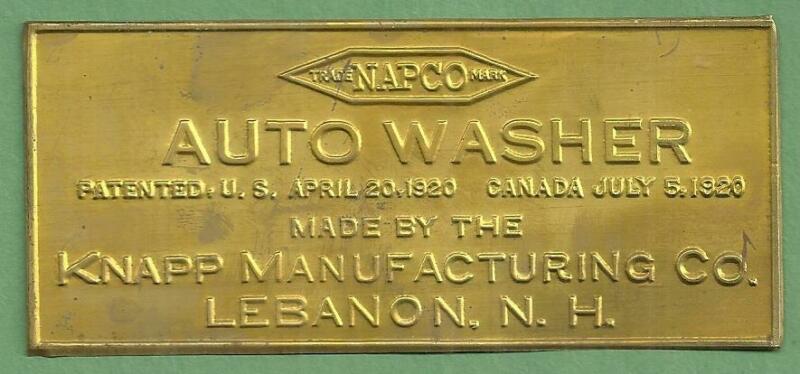 TRADE NAPCO MARK
AUTO WASHER
PATENTED: U. S. APRIL 20, 1920 CANADA JULY 5, 1920
MADE BY THE
KNAPP MANUFACTURING CO.
LEBANON, N. H.